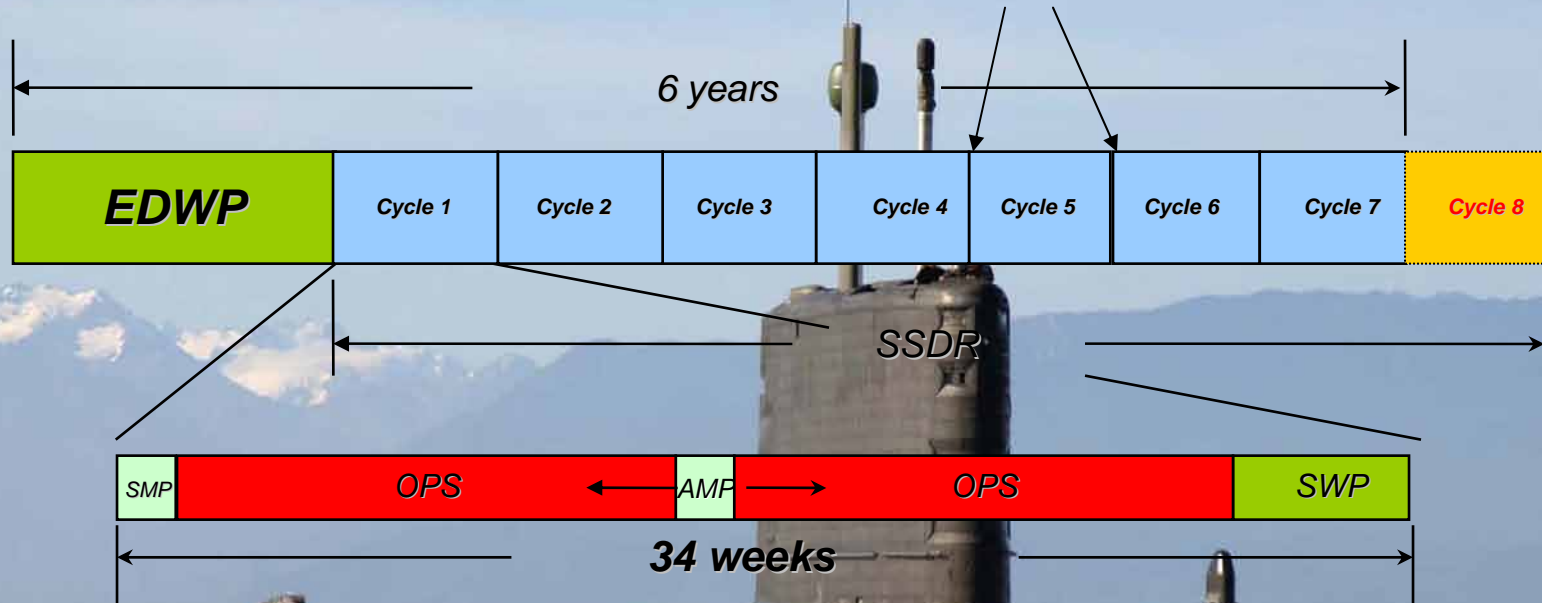 6 years
EDWP
Cycle 1
Cycle 2
Cycle 3
Cycle 4
Cycle 5
Cycle 6
Cycle 7
Cycle 8
SSDR
SMP
OPS
AMP
OPS
SWP
34 weeks